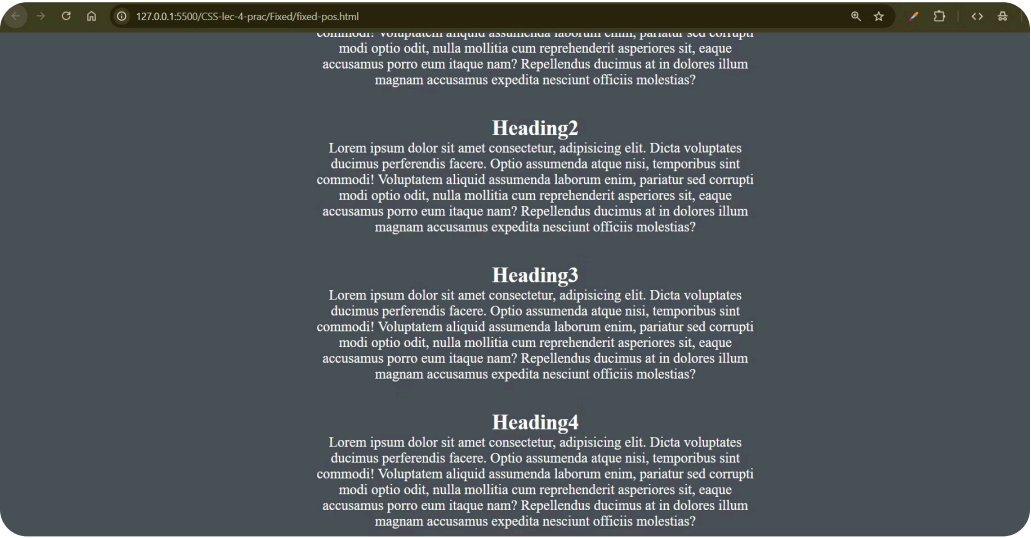 127.0.0.1:5500/CSS-lec-4-prac/Fixed/fixed-pos.html
commodi! Voluptatem aliquid assumenda laborum enim, pariatur sed corrupti
modi optio odit, nulla mollitia cum reprehenderit asperiores sit, eaque
accusamus porro eum itaque nam? Repellendus ducimus at in dolores illum
magnam accusamus expedita nesciunt officiis molestias?
Heading2
Lorem ipsum dolor sit amet consectetur, adipisicing elit. Dicta voluptates
ducimus perferendis facere. Optio assumenda atque nisi, temporibus sint
commodi! Voluptatem aliquid assumenda laborum enim, pariatur sed corrupti
modi optio odit, nulla mollitia cum reprehenderit asperiores sit, eaque
accusamus porro eum itaque nam? Repellendus ducimus at in dolores illum
magnam accusamus expedita nesciunt officiis molestias?
Heading3
Lorem ipsum dolor sit amet consectetur, adipisicing elit. Dicta voluptates
ducimus perferendis facere. Optio assumenda atque nisi, temporibus sint
commodi! Voluptatem aliquid assumenda laborum enim, pariatur sed corrupti
modi optio odit, nulla mollitia cum reprehenderit asperiores sit, eaque
accusamus porro eum itaque nam? Repellendus ducimus at in dolores illum
magnam accusamus expedita nesciunt officiis molestias?
Heading4
Lorem ipsum dolor sit amet consectetur, adipisicing elit. Dicta voluptates
ducimus perferendis facere. Optio assumenda atque nisi, temporibus sint
commodi! Voluptatem aliquid assumenda laborum enim, pariatur sed corrupti
modi optio odit, nulla mollitia cum reprehenderit asperiores sit, eaque
accusamus porro eum itaque nam? Repellendus ducimus at in dolores illum
magnam accusamus expedita nesciunt officiis molestias?